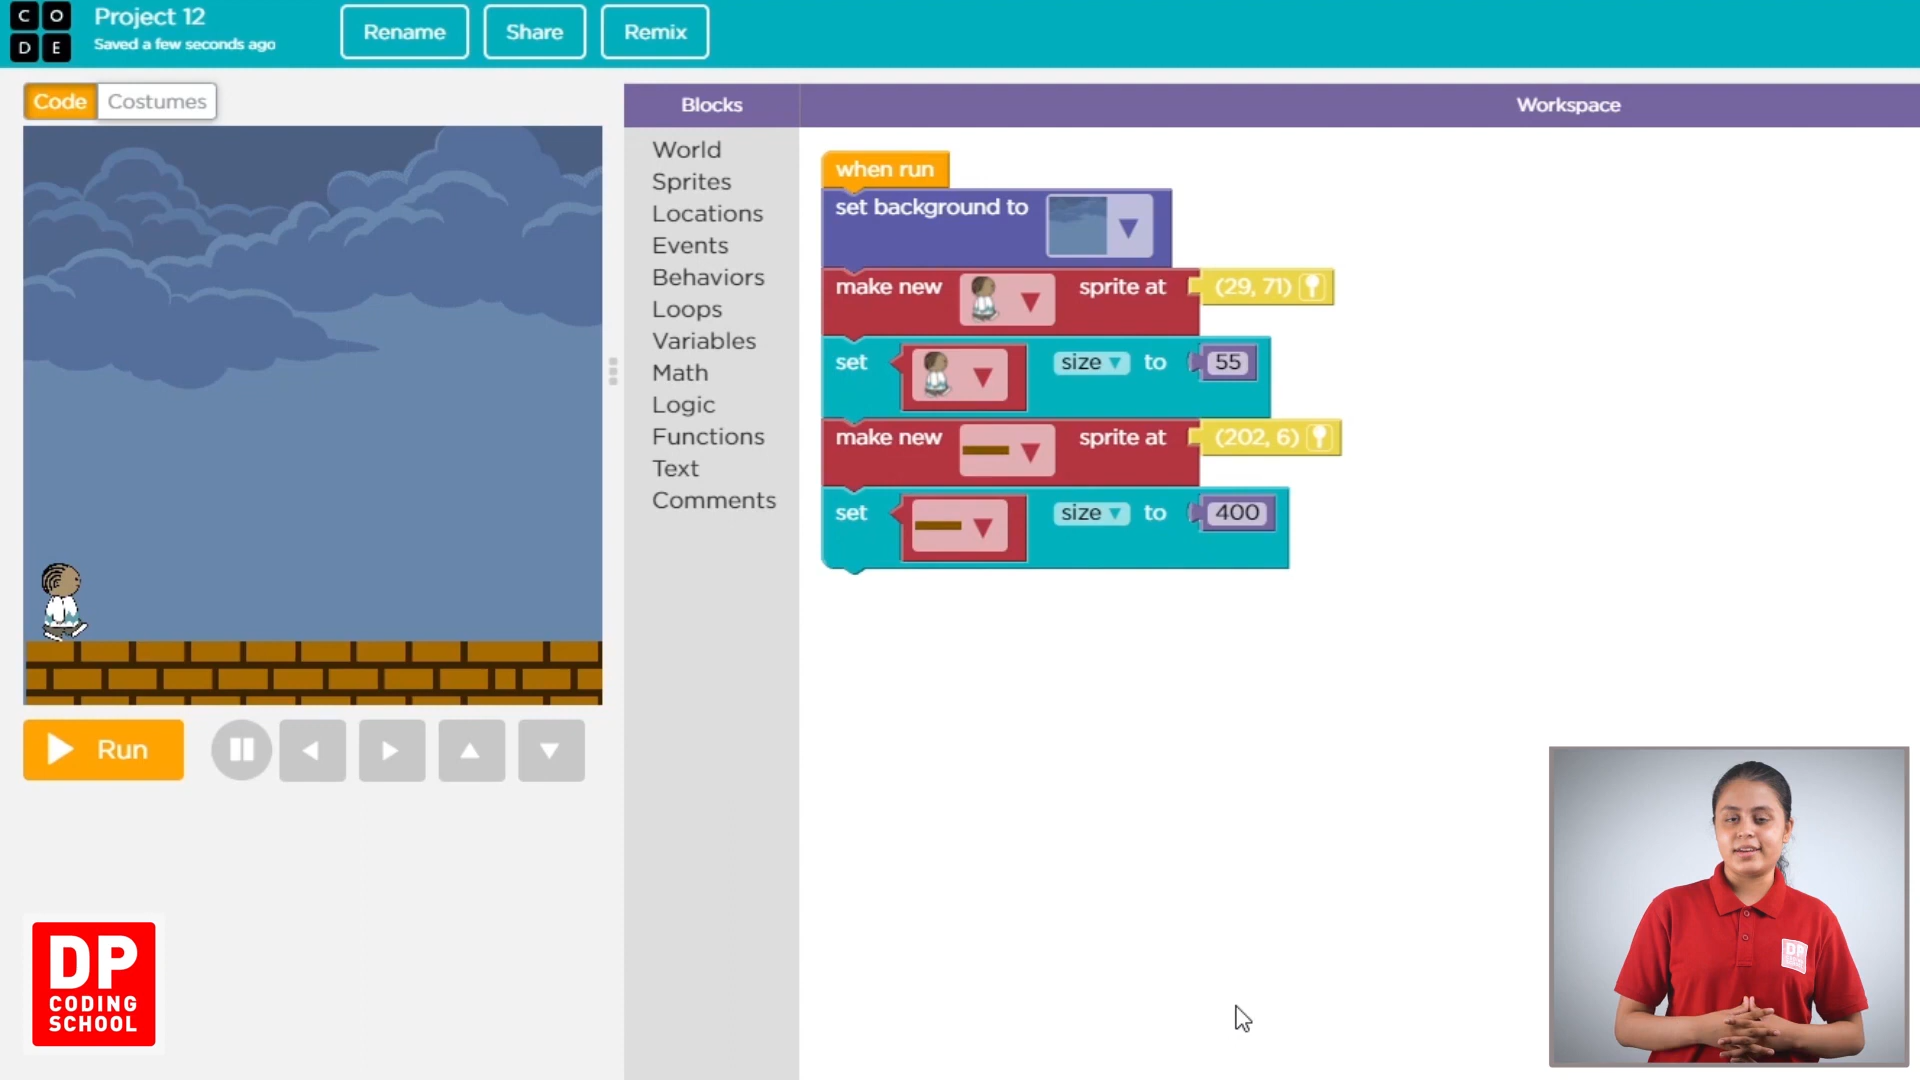 C O
D E
Project 12
Saved a few seconds ago
Rename
Share
Remix
Code
Costumes
Blocks
Workspace
World
Sprites
Locations
Events
Behaviors
Loops
Variables
Math
Logic
Functions
Text
Comments
when run
set background to
make new sprite at (29, 71)
set size to 55
make new sprite at (202, 6)
set size to 400
Run
DP
CODING
SCHOOL
DP